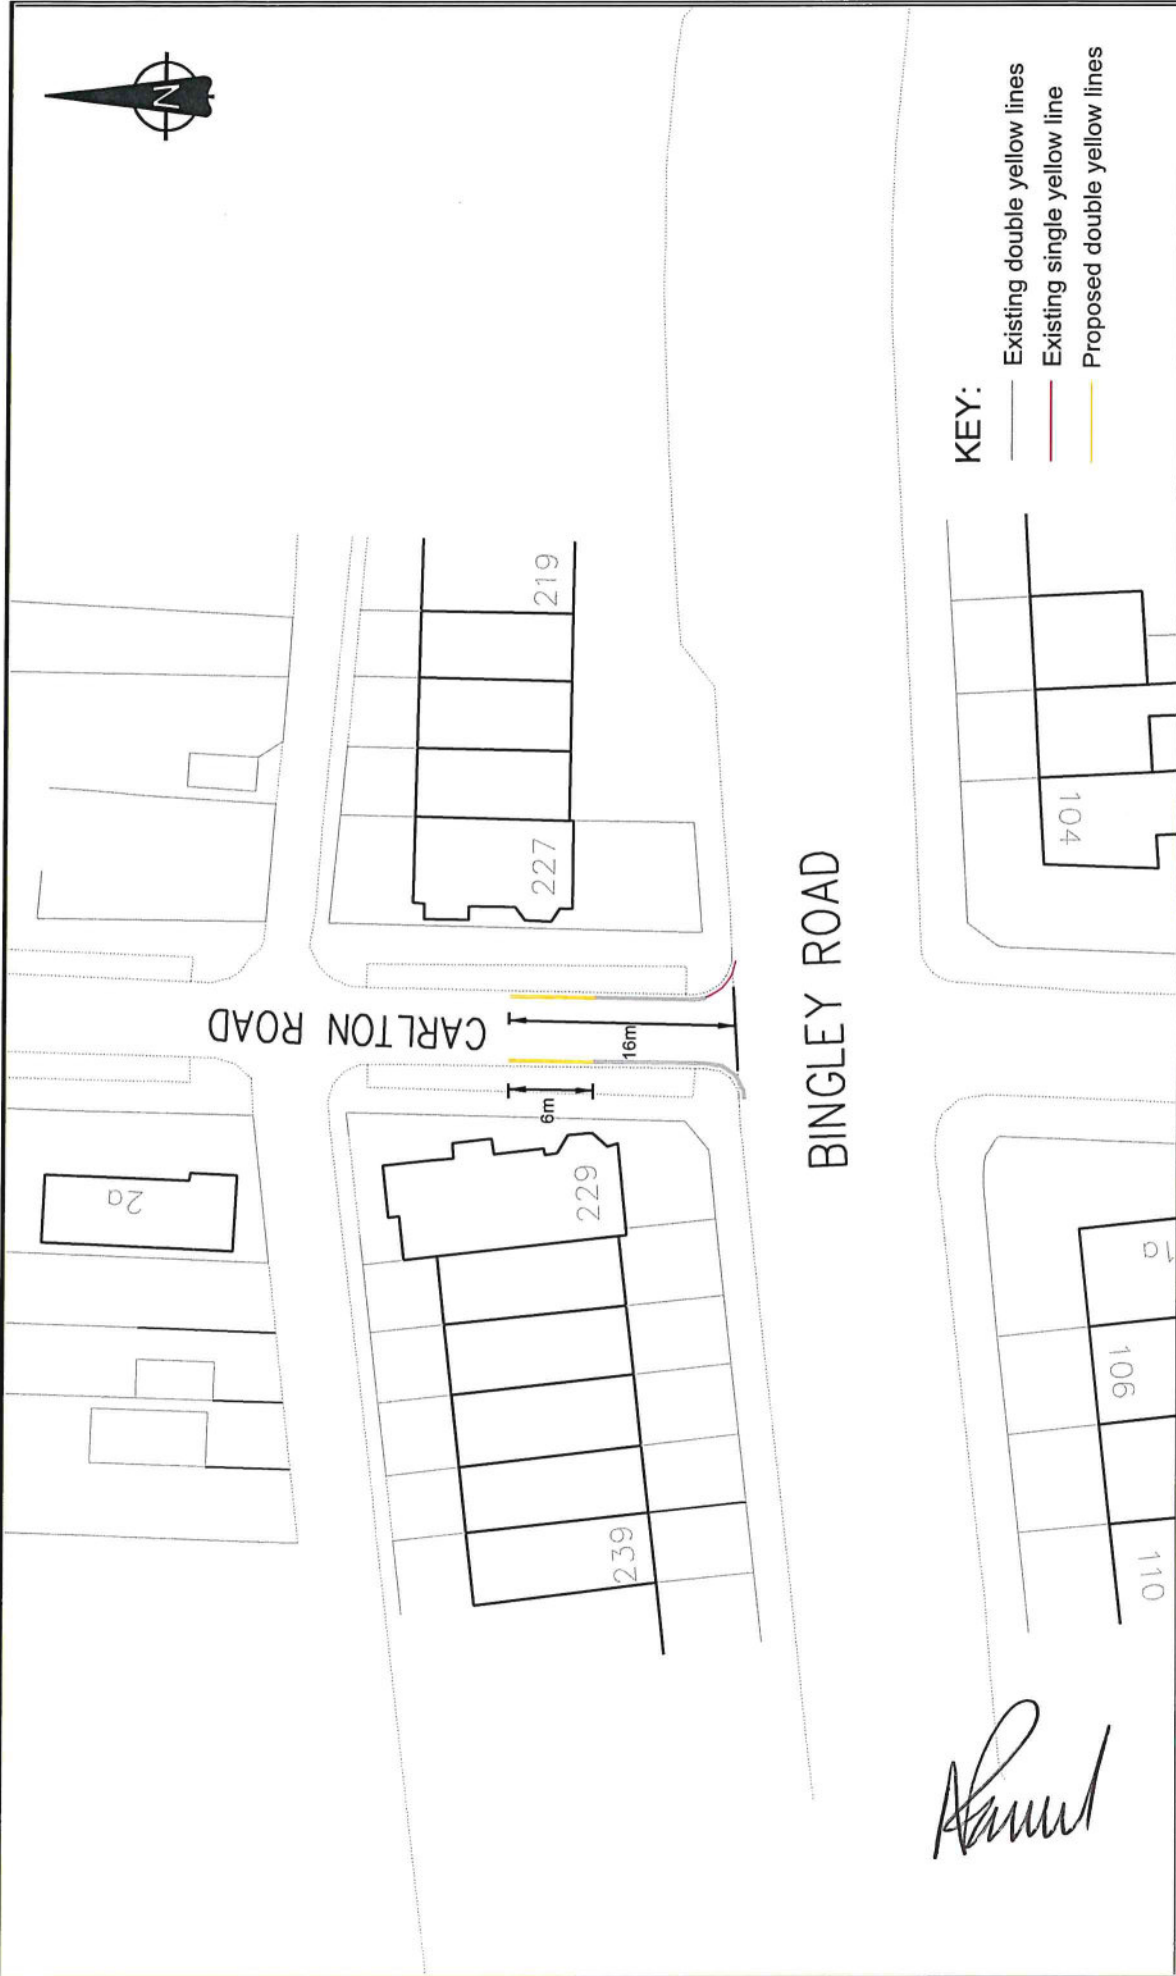 N
2a
CARLTON ROAD
219
227
229
239
16m
6m
BINGLEY ROAD
104
106
110
1a
KEY:
Existing double yellow lines
Existing single yellow line
Proposed double yellow lines